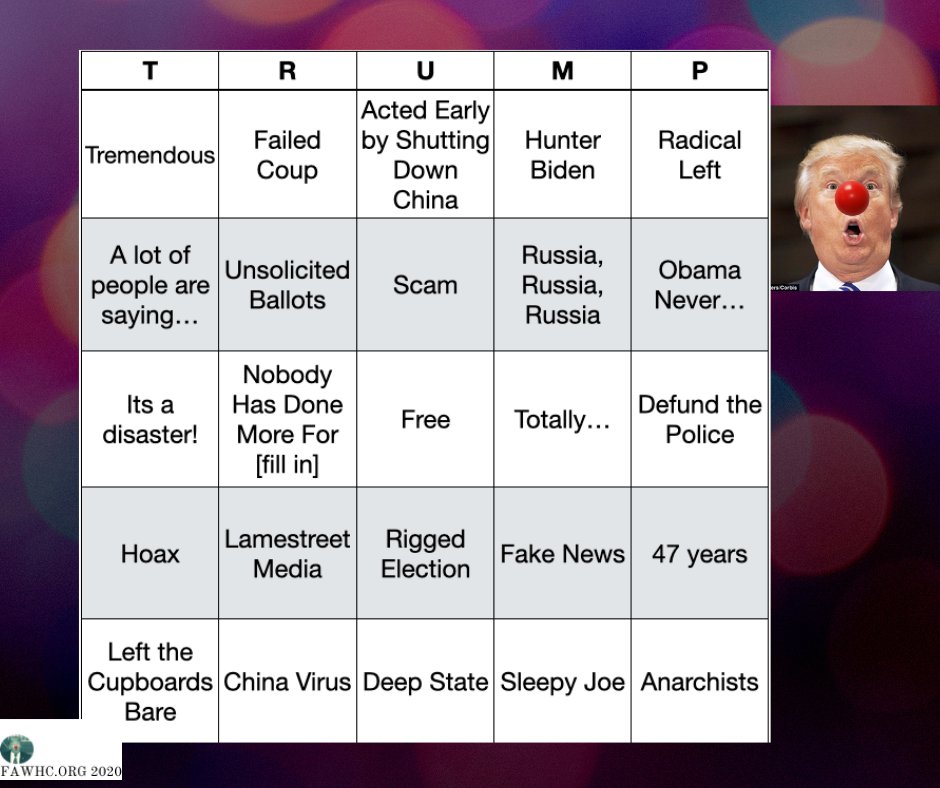 T R U M P
Tremendous
Failed
Coup
Acted Early
by Shutting
Down
China
Hunter
Biden
Radical
Left
A lot of
people are
saying…
Unsolicited
Ballots
Scam
Russia,
Russia,
Russia
Obama
Never…
Its a
disaster!
Nobody
Has Done
More For
[fill in]
Free
Totally…
Defund the
Police
Hoax
Lamestreet
Media
Rigged
Election
Fake News
47 years
Left the
Cupboards
Bare
China Virus
Deep State
Sleepy Joe
Anarchists
ers/Corbis
FAWHC.ORG 2020